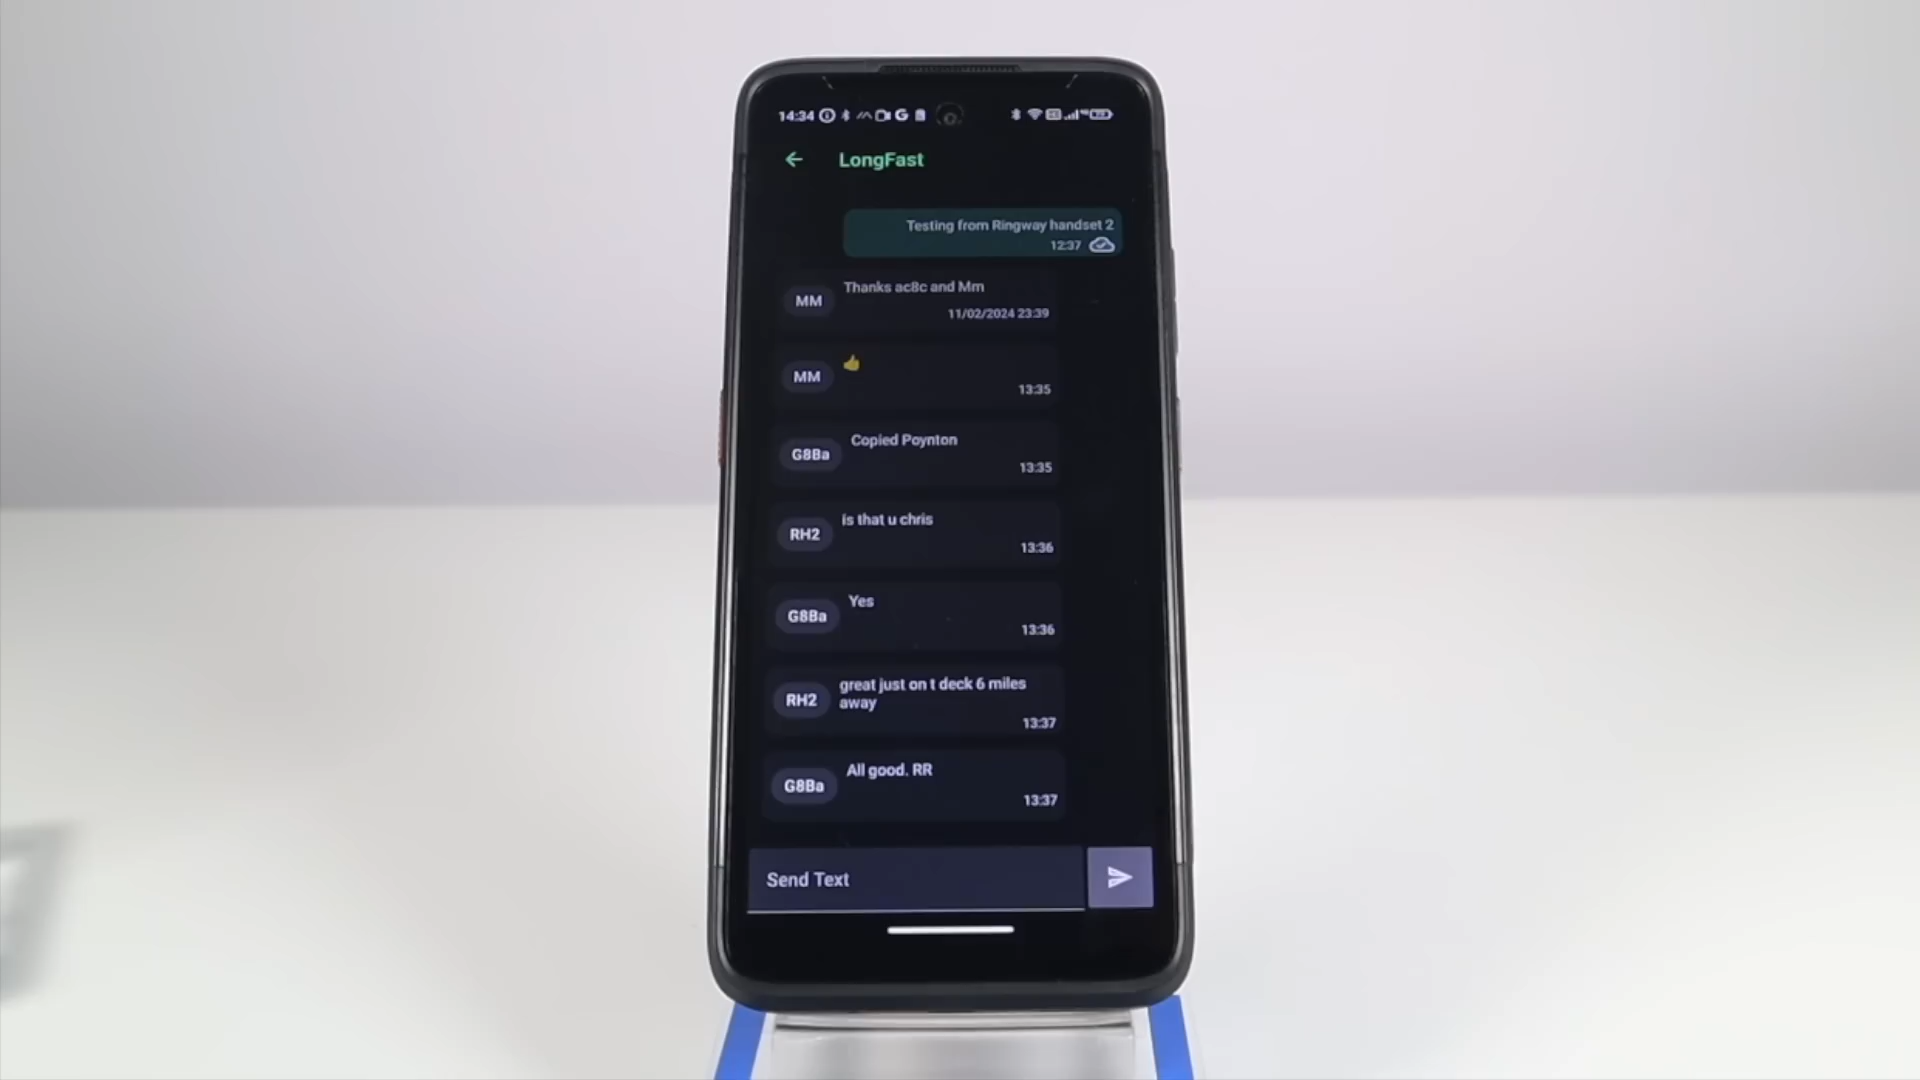 14:34
LongFast
Testing from Ringway handset 2
12:37
MM
Thanks ac8c and Mm
11/02/2024 23:39
MM
👍
13:35
G8Ba
Copied Poynton
13:35
RH2
is that u chris
13:36
G8Ba
Yes
13:36
RH2
great just on t deck 6 miles
away
13:37
G8Ba
All good. RR
13:37
Send Text